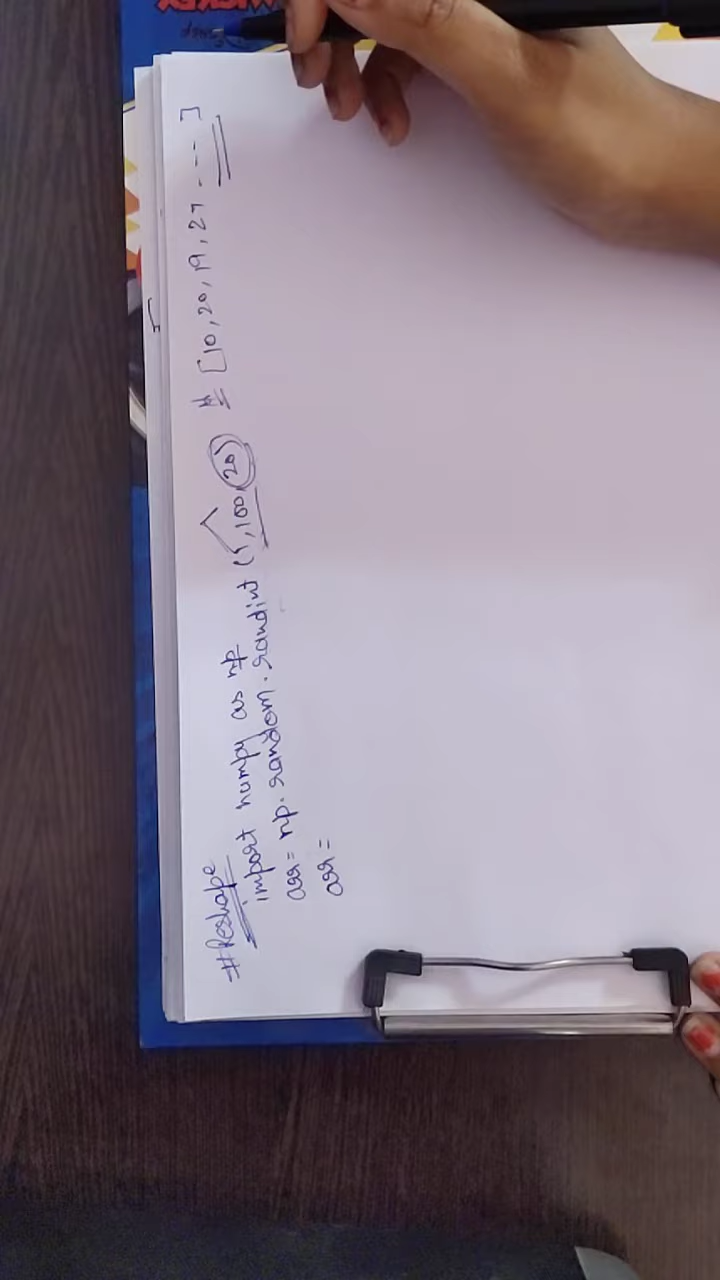 #Reshape
import numpy as np # [10, 20, 19, 27 - - - ]
arr = np.random.randint (1, 100, 20)
arr =